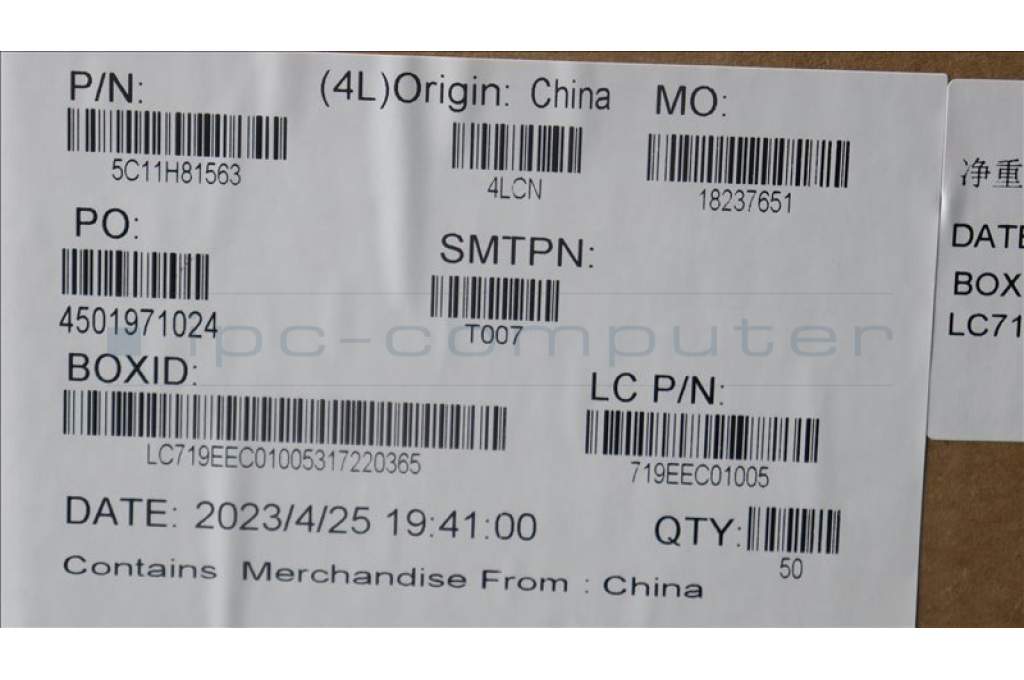 P/N:
(4L)Origin: China
MO:
5C11H81563
4LCN
18237651
PO:
SMTPN:
4501971024
T007
ipc-computer
BOXID:
LC P/N:
LC719EEC01005317220365
719EEC01005
DATE: 2023/4/25 19:41:00
QTY:
50
Contains Merchandise From : China
净重
DATE
BOX
LC71